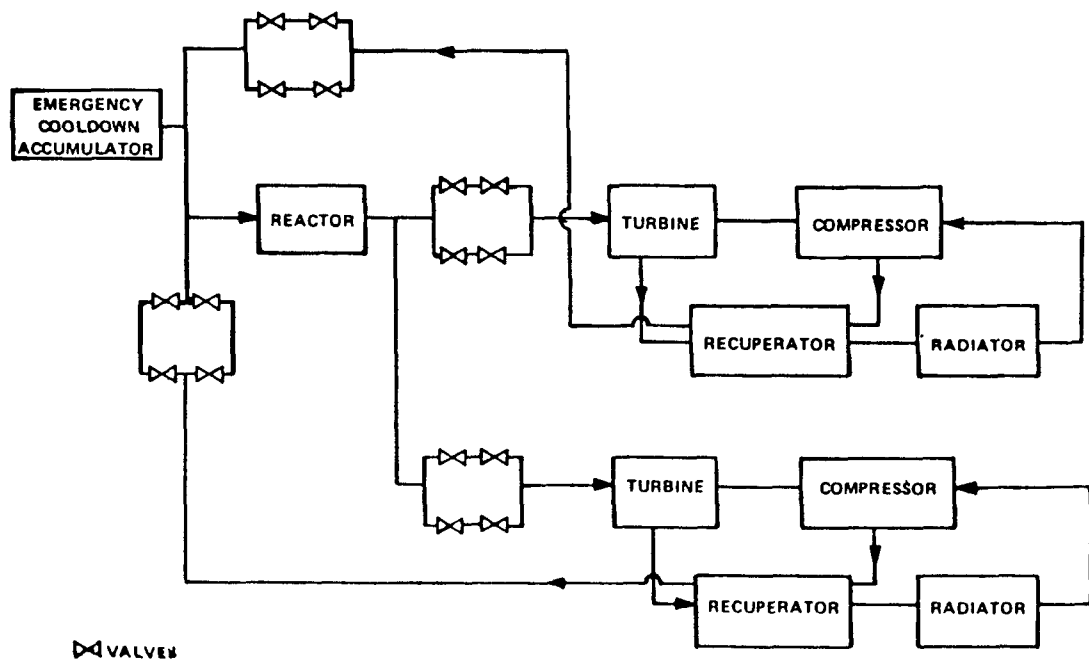 EMERGENCY
COOLDOWN
ACCUMULATOR
REACTOR
TURBINE
COMPRESSOR
RECUPERATOR
RADIATOR
TURBINE
COMPRESSOR
RECUPERATOR
RADIATOR
VALVES